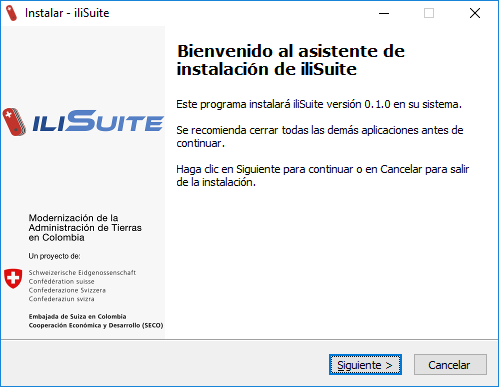 Instalar - iliSuite
Bienvenido al asistente de
instalación de iliSuite
Este programa instalará iliSuite versión 0.1.0 en su sistema.
Se recomienda cerrar todas las demás aplicaciones antes de
continuar.
Haga clic en Siguiente para continuar o en Cancelar para salir
de la instalación.
ILISUITE
Modernización de la
Administración de Tierras
en Colombia
Un proyecto de:
Schweizerische Eidgenossenschaft
Confédération suisse
Confederazione Svizzera
Confederaziun svizra
Embajada de Suiza en Colombia
Cooperación Económica y Desarrollo (SECO)
Siguiente >
Cancelar